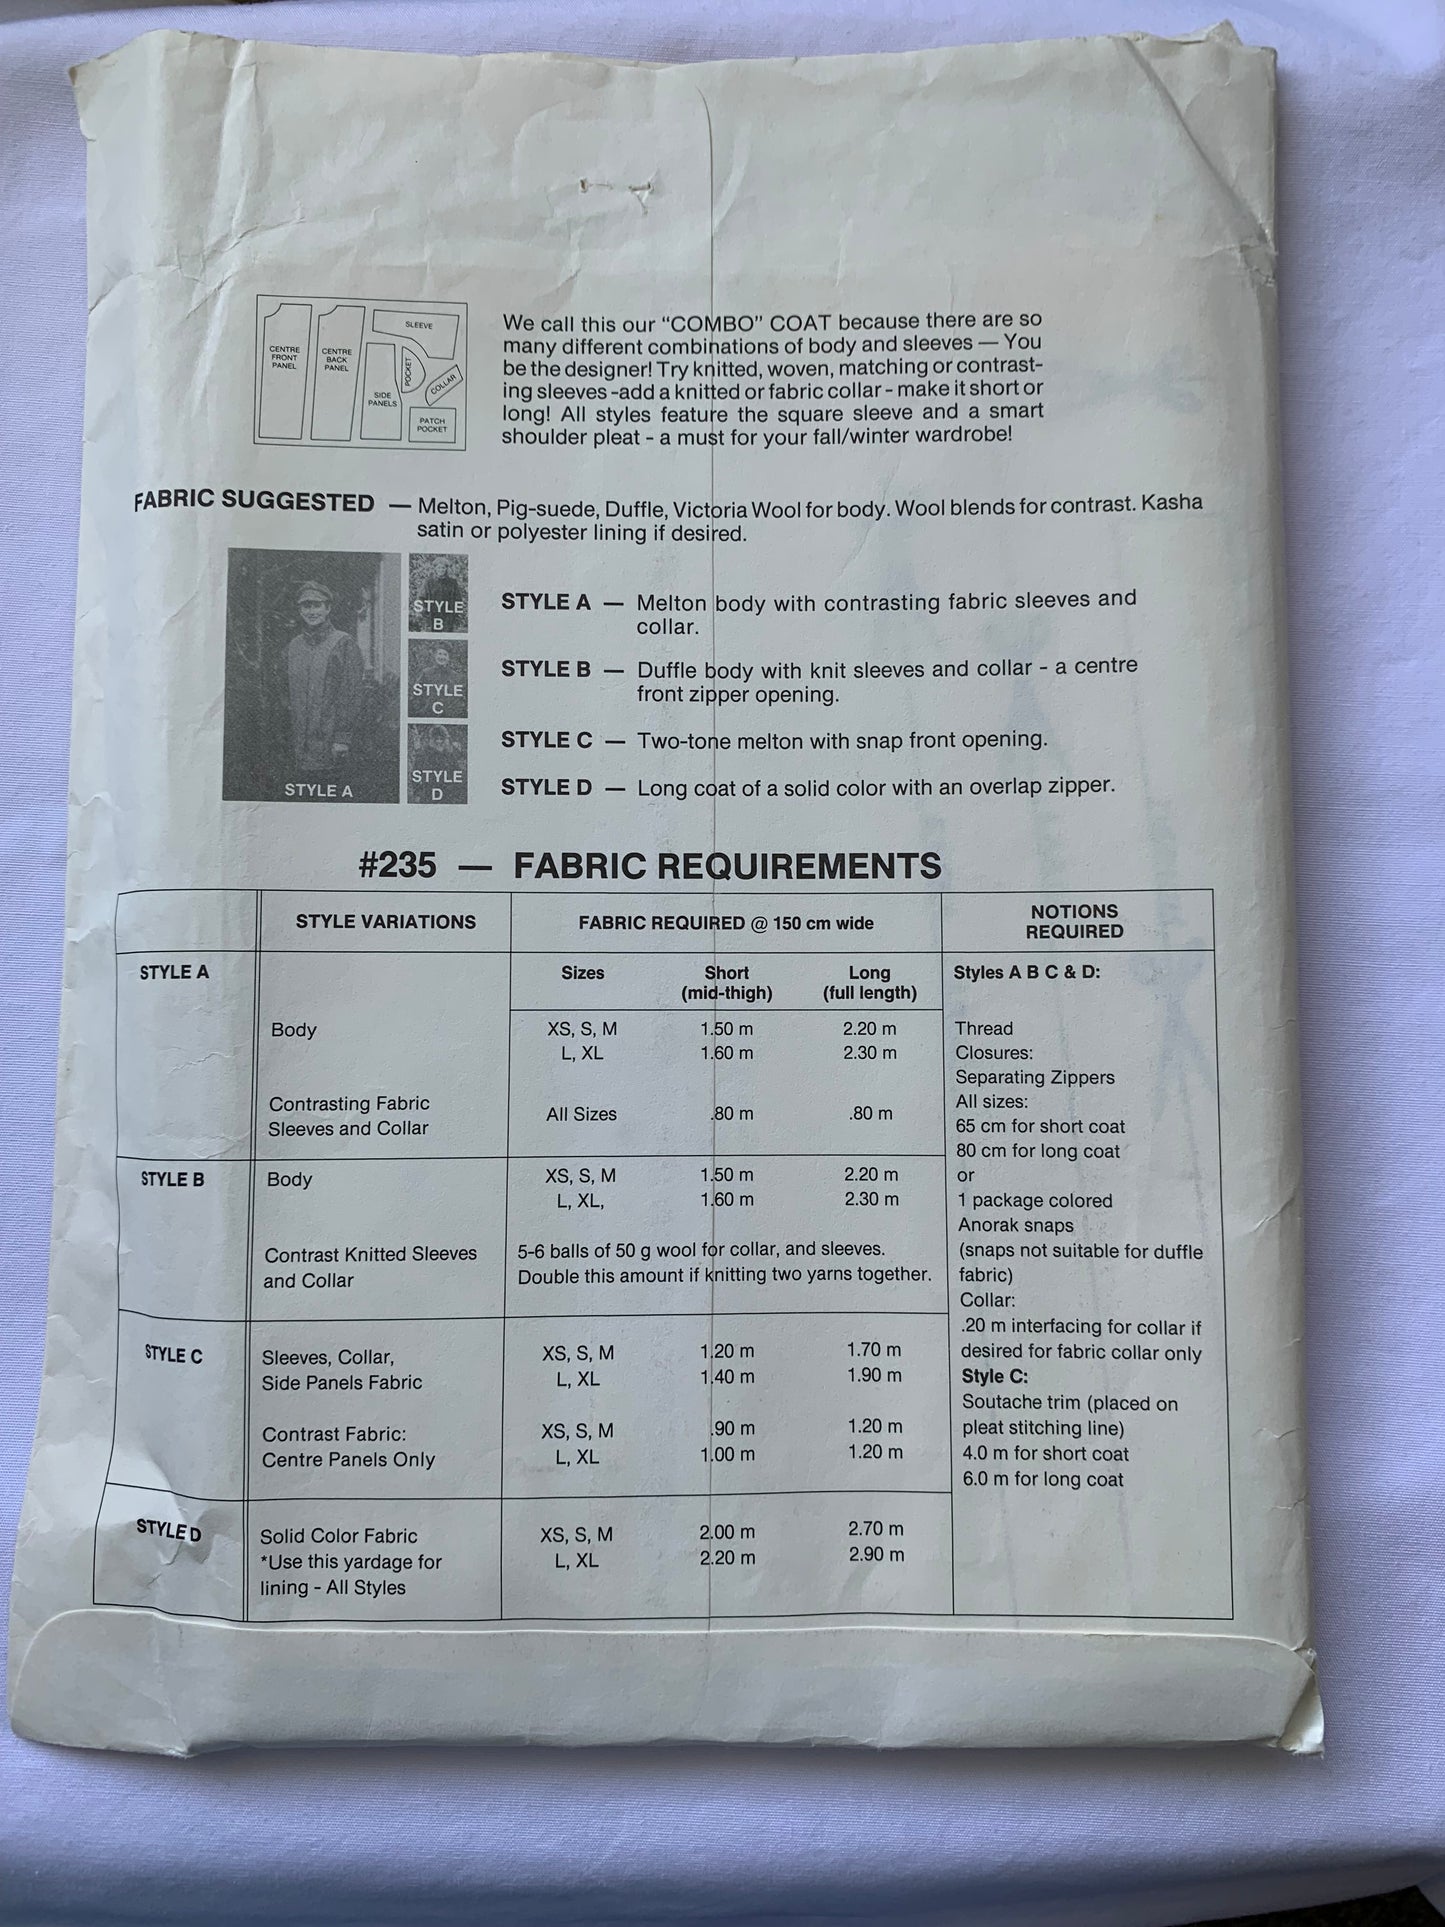 CENTRE
FRONT
PANEL
CENTRE
BACK
PANEL
SLEEVE
SIDE
PANELS
POCKET
COLLAR
PATCH
POCKET
We call this our “COMBO” COAT because there are so
many different combinations of body and sleeves — You
be the designer! Try knitted, woven, matching or contrast-
ing sleeves -add a knitted or fabric collar - make it short or
long! All styles feature the square sleeve and a smart
shoulder pleat - a must for your fall/winter wardrobe!
FABRIC SUGGESTED — Melton, Pig-suede, Duffle, Victoria Wool for body. Wool blends for contrast. Kasha
satin or polyester lining if desired.
STYLE A
STYLE
B
STYLE
C
STYLE
D
STYLE A — Melton body with contrasting fabric sleeves and
collar.
STYLE B — Duffle body with knit sleeves and collar - a centre
front zipper opening.
STYLE C — Two-tone melton with snap front opening.
STYLE D — Long coat of a solid color with an overlap zipper.
#235 — FABRIC REQUIREMENTS
STYLE VARIATIONS
FABRIC REQUIRED @ 150 cm wide
NOTIONS
REQUIRED
STYLE A
Sizes
Short
(mid-thigh)
Long
(full length)
Body
XS, S, M 1.50 m 2.20 m
L, XL 1.60 m 2.30 m
Contrasting Fabric
Sleeves and Collar
All Sizes .80 m .80 m
STYLE B
Body
XS, S, M 1.50 m 2.20 m
L, XL, 1.60 m 2.30 m
Contrast Knitted Sleeves
and Collar
5-6 balls of 50 g wool for collar, and sleeves.
Double this amount if knitting two yarns together.
STYLE C
Sleeves, Collar,
Side Panels Fabric
XS, S, M 1.20 m 1.70 m
L, XL 1.40 m 1.90 m
Contrast Fabric:
Centre Panels Only
XS, S, M .90 m 1.20 m
L, XL 1.00 m 1.20 m
STYLE D
Solid Color Fabric
*Use this yardage for
lining - All Styles
XS, S, M 2.00 m 2.70 m
L, XL 2.20 m 2.90 m
Styles A B C & D:
Thread
Closures:
Separating Zippers
All sizes:
65 cm for short coat
80 cm for long coat
or
1 package colored
Anorak snaps
(snaps not suitable for duffle
fabric)
Collar:
.20 m interfacing for collar if
desired for fabric collar only
Style C:
Soutache trim (placed on
pleat stitching line)
4.0 m for short coat
6.0 m for long coat